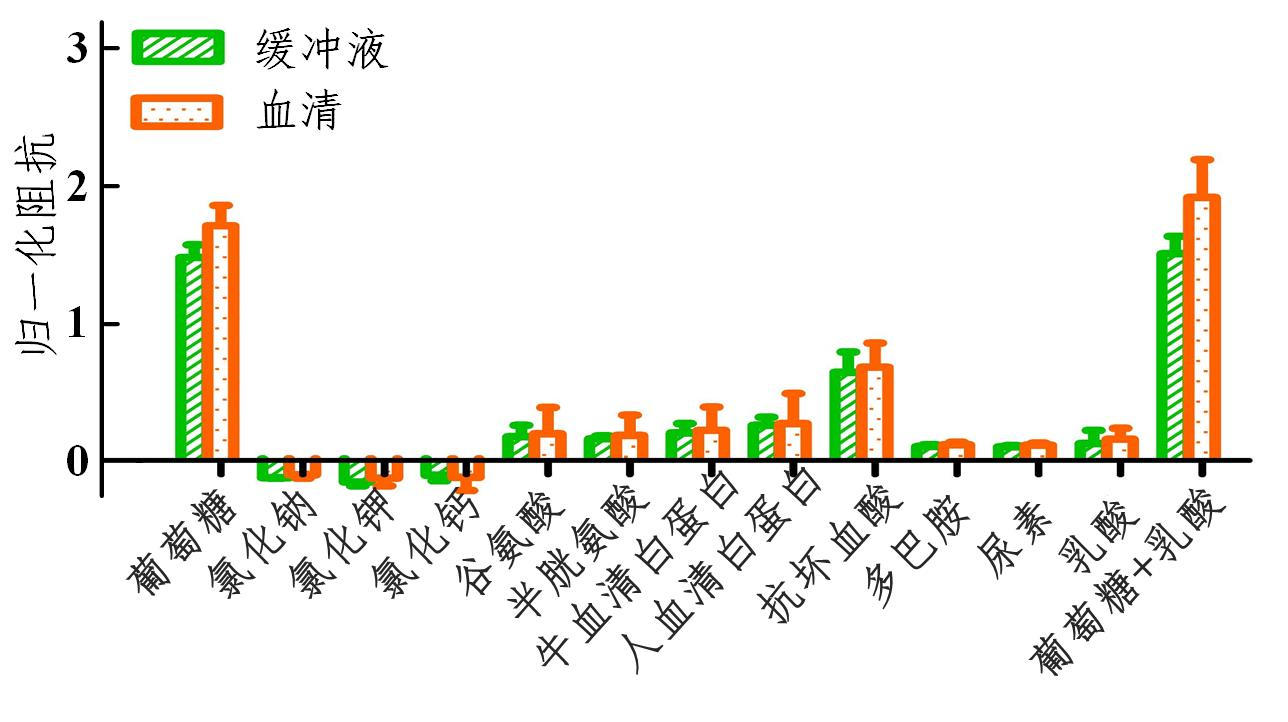 缓冲液
血清
归一化阻抗
3
2
1
0
葡萄糖
氯化钠
氯化钾
氯化钙
谷氨酸
半胱氨酸
牛血清白蛋白
人血清白蛋白
抗坏血酸
多巴胺
尿素
乳酸
葡萄糖+乳酸